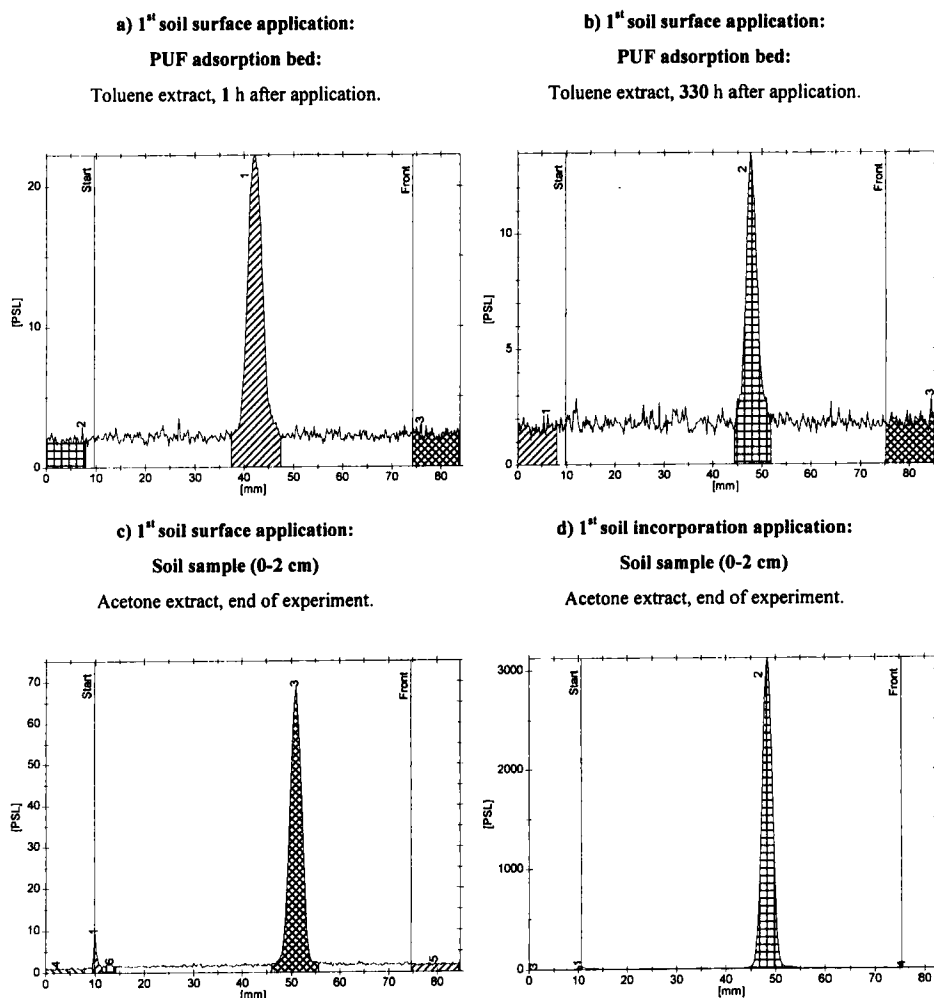 a) 1st soil surface application:
PUF adsorption bed:
Toluene extract, 1 h after application.
20
10
0
[PSL]
Start
Front
1
2
3
0 10 20 30 40 50 60 70 80
[mm]
b) 1st soil surface application:
PUF adsorption bed:
Toluene extract, 330 h after application.
10
5
0
[PSL]
Start
Front
1
2
3
0 10 20 30 40 50 60 70 80
[mm]
c) 1st soil surface application:
Soil sample (0-2 cm)
Acetone extract, end of experiment.
70
60
50
40
30
20
10
0
[PSL]
Start
Front
4
1
6
3
5
0 10 20 30 40 50 60 70 80
[mm]
d) 1st soil incorporation application:
Soil sample (0-2 cm)
Acetone extract, end of experiment.
3000
2000
1000
0
[PSL]
Start
Front
3
1
2
4
0 10 20 30 40 50 60 70 80
[mm]